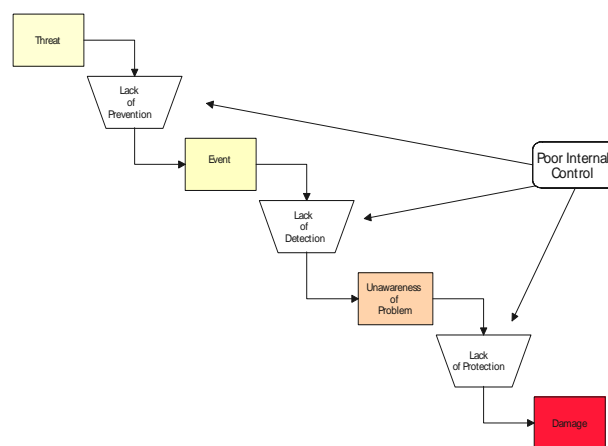 Threat
Lack
of
Prevention
Event
Poor Internal
Control
Lack
of
Detection
Unawareness
of
Problem
Lack
of Protection
Damage